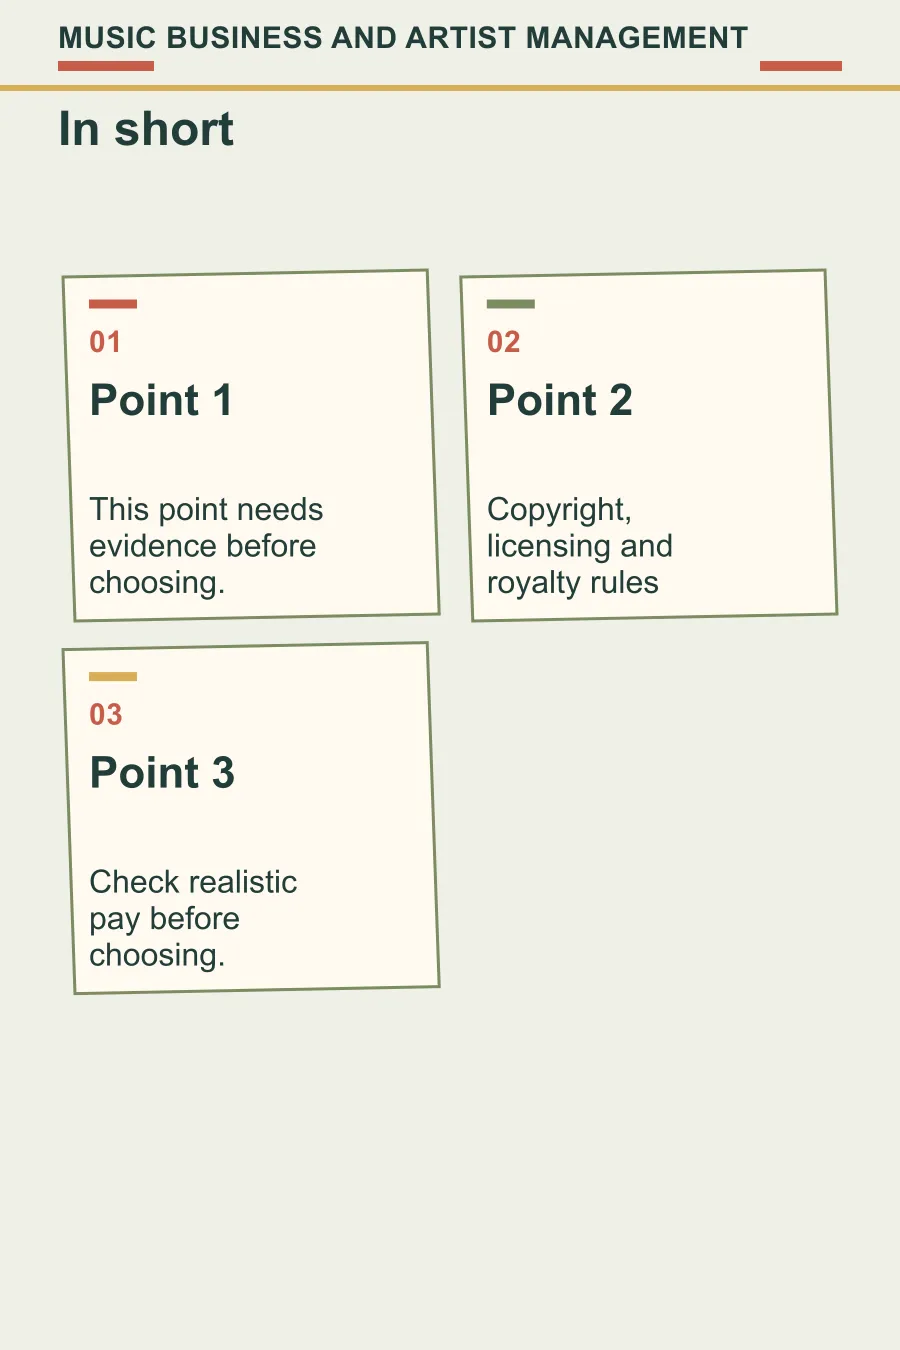 MUSIC BUSINESS AND ARTIST MANAGEMENT
In short
01
Point 1
This point needs
evidence before
choosing.
02
Point 2
Copyright,
licensing and
royalty rules
03
Point 3
Check realistic
pay before
choosing.